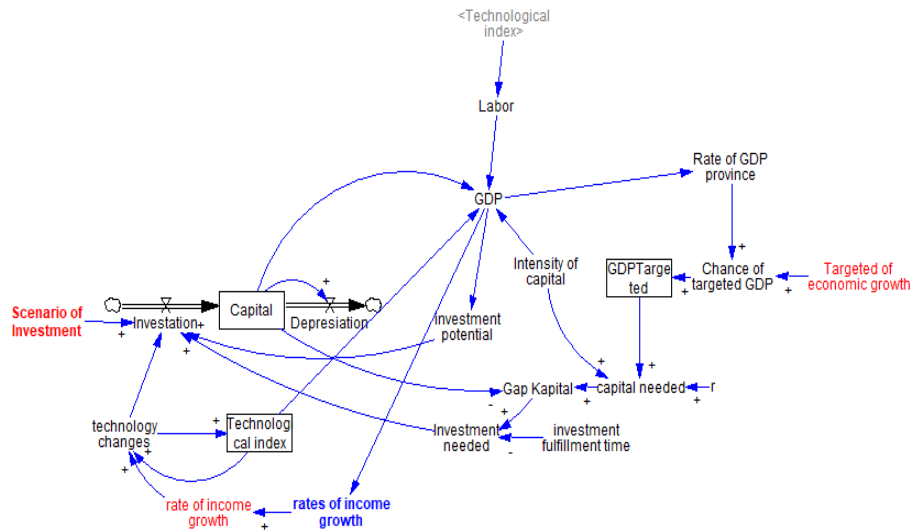 <Technological
index>
Labor
Rate of GDP
province
GDP
+
Intensity of
capital
GDPTarge
ted
+
Chance of
targeted GDP
+
Targeted of
economic growth
+
Capital
Depresiation
Scenario of
Investment
+
Investation
+
+
Investment
potential
+
+
Gap Kapital
-
+
+
capital needed
+
r
technology
changes
+
+
+
Technologi
cal index
Investment
needed
-
investment
fulfillment time
rate of income
growth
+
rates of income
growth